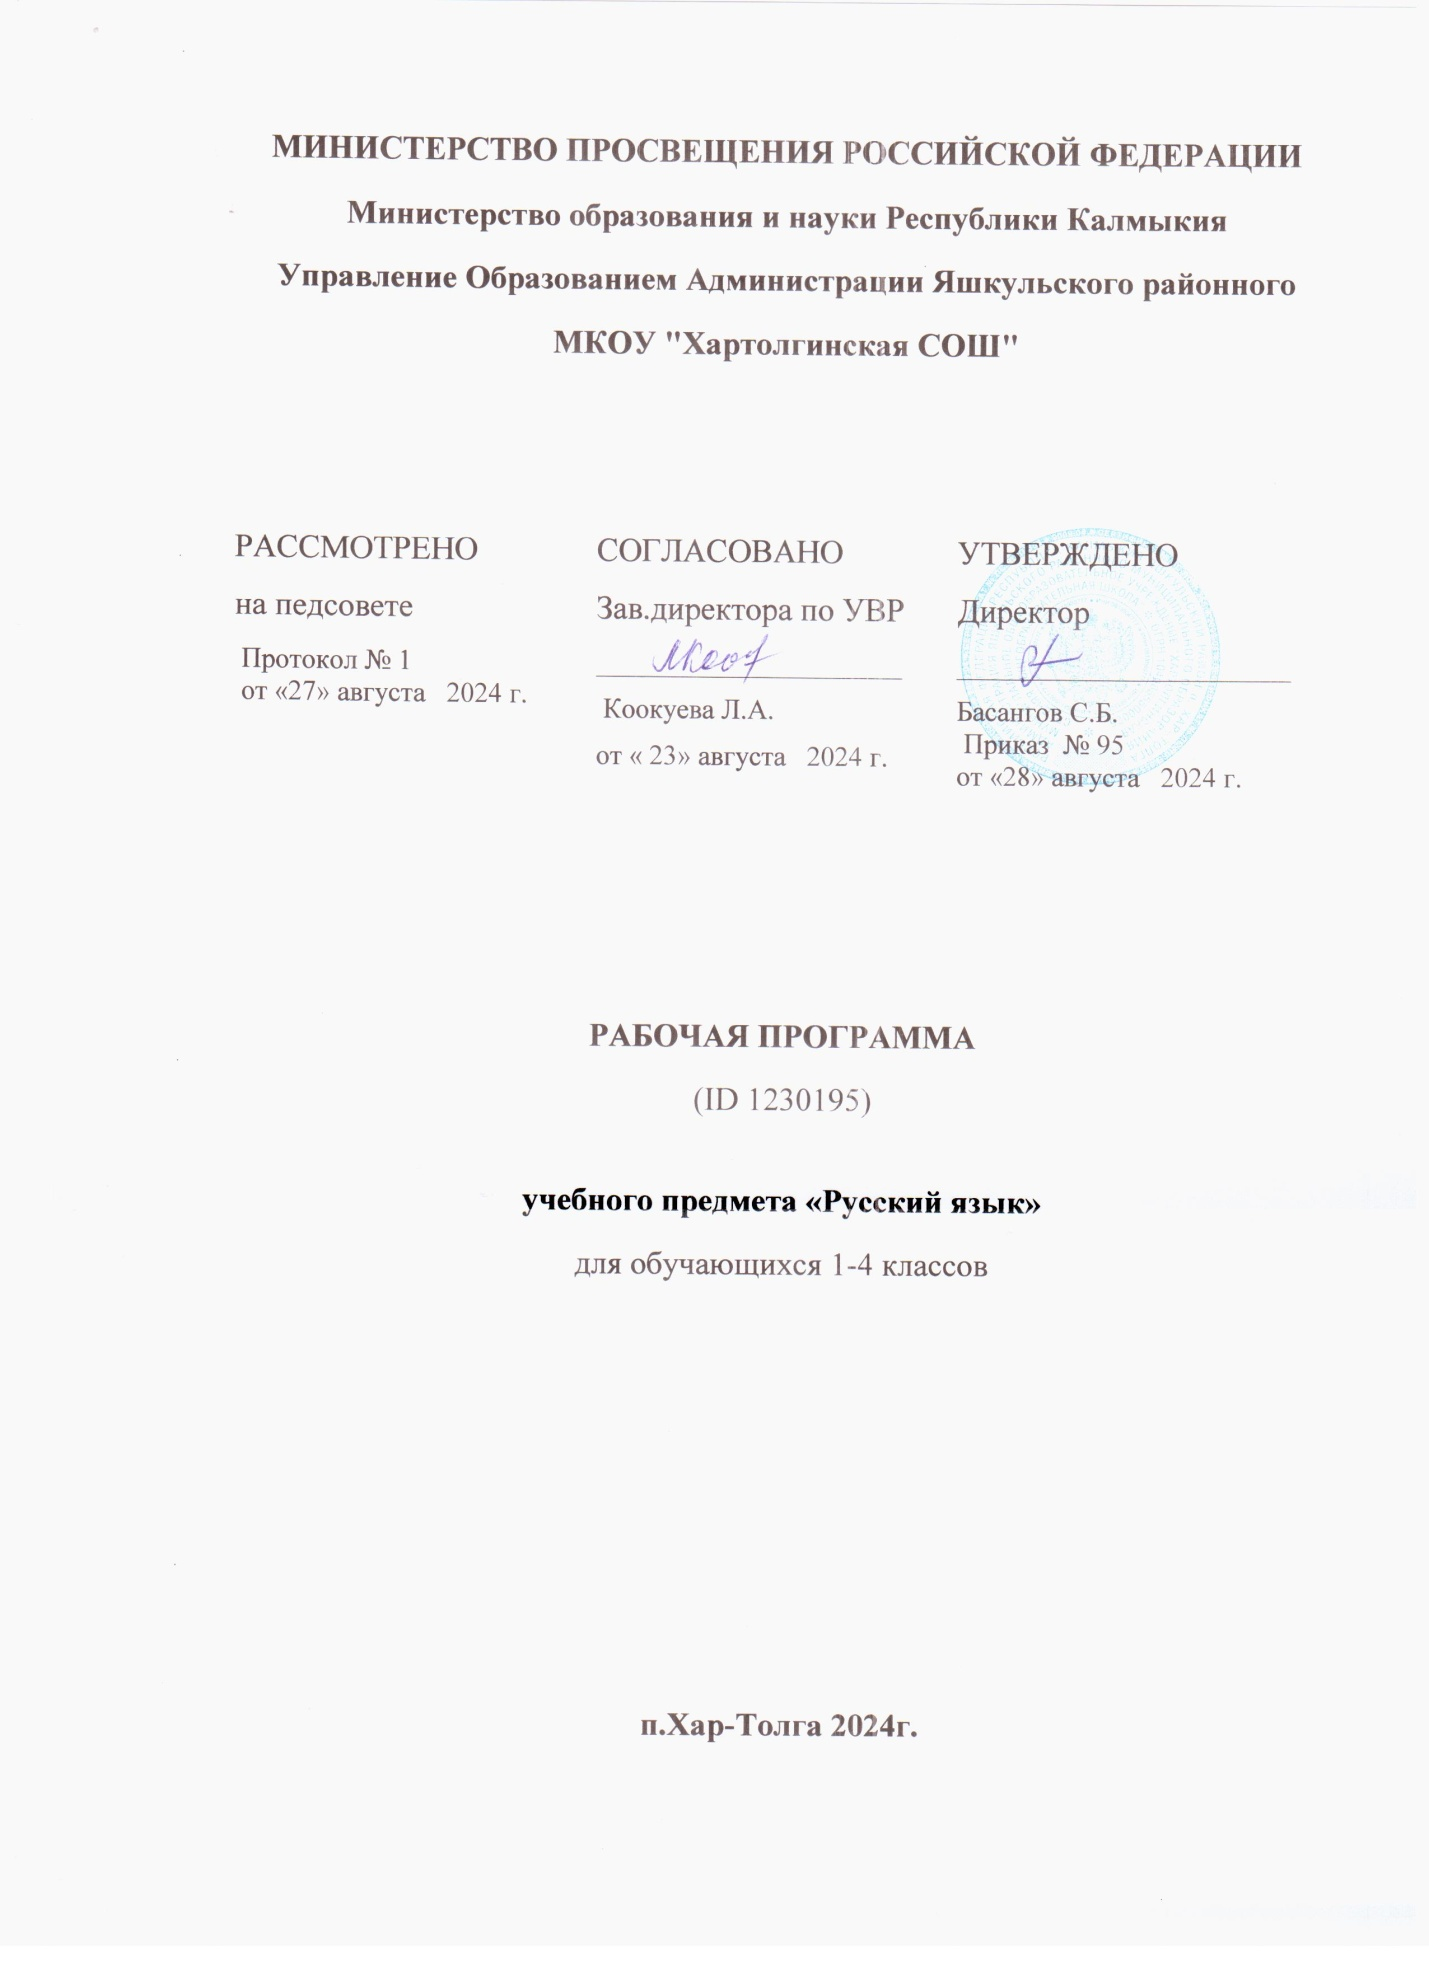 МИНИСТЕРСТВО ПРОСВЕЩЕНИЯ РОССИЙСКОЙ ФЕДЕРАЦИИ
Министерство образования и науки Республики Калмыкия
Управление Образованием Администрации Яшкульского районного
МКОУ "Хартолгинская СОШ"
РАССМОТРЕНО
на педсовете
Протокол № 1
от «27» августа 2024 г.
СОГЛАСОВАНО
Зав.директора по УВР
Коокуева Л.А.
от « 23» августа 2024 г.
УТВЕРЖДЕНО
Директор
Басангов С.Б.
Приказ № 95
от «28» августа 2024 г.
РАБОЧАЯ ПРОГРАММА
(ID 1230195)
учебного предмета «Русский язык»
для обучающихся 1-4 классов
п.Хар-Толга 2024г.